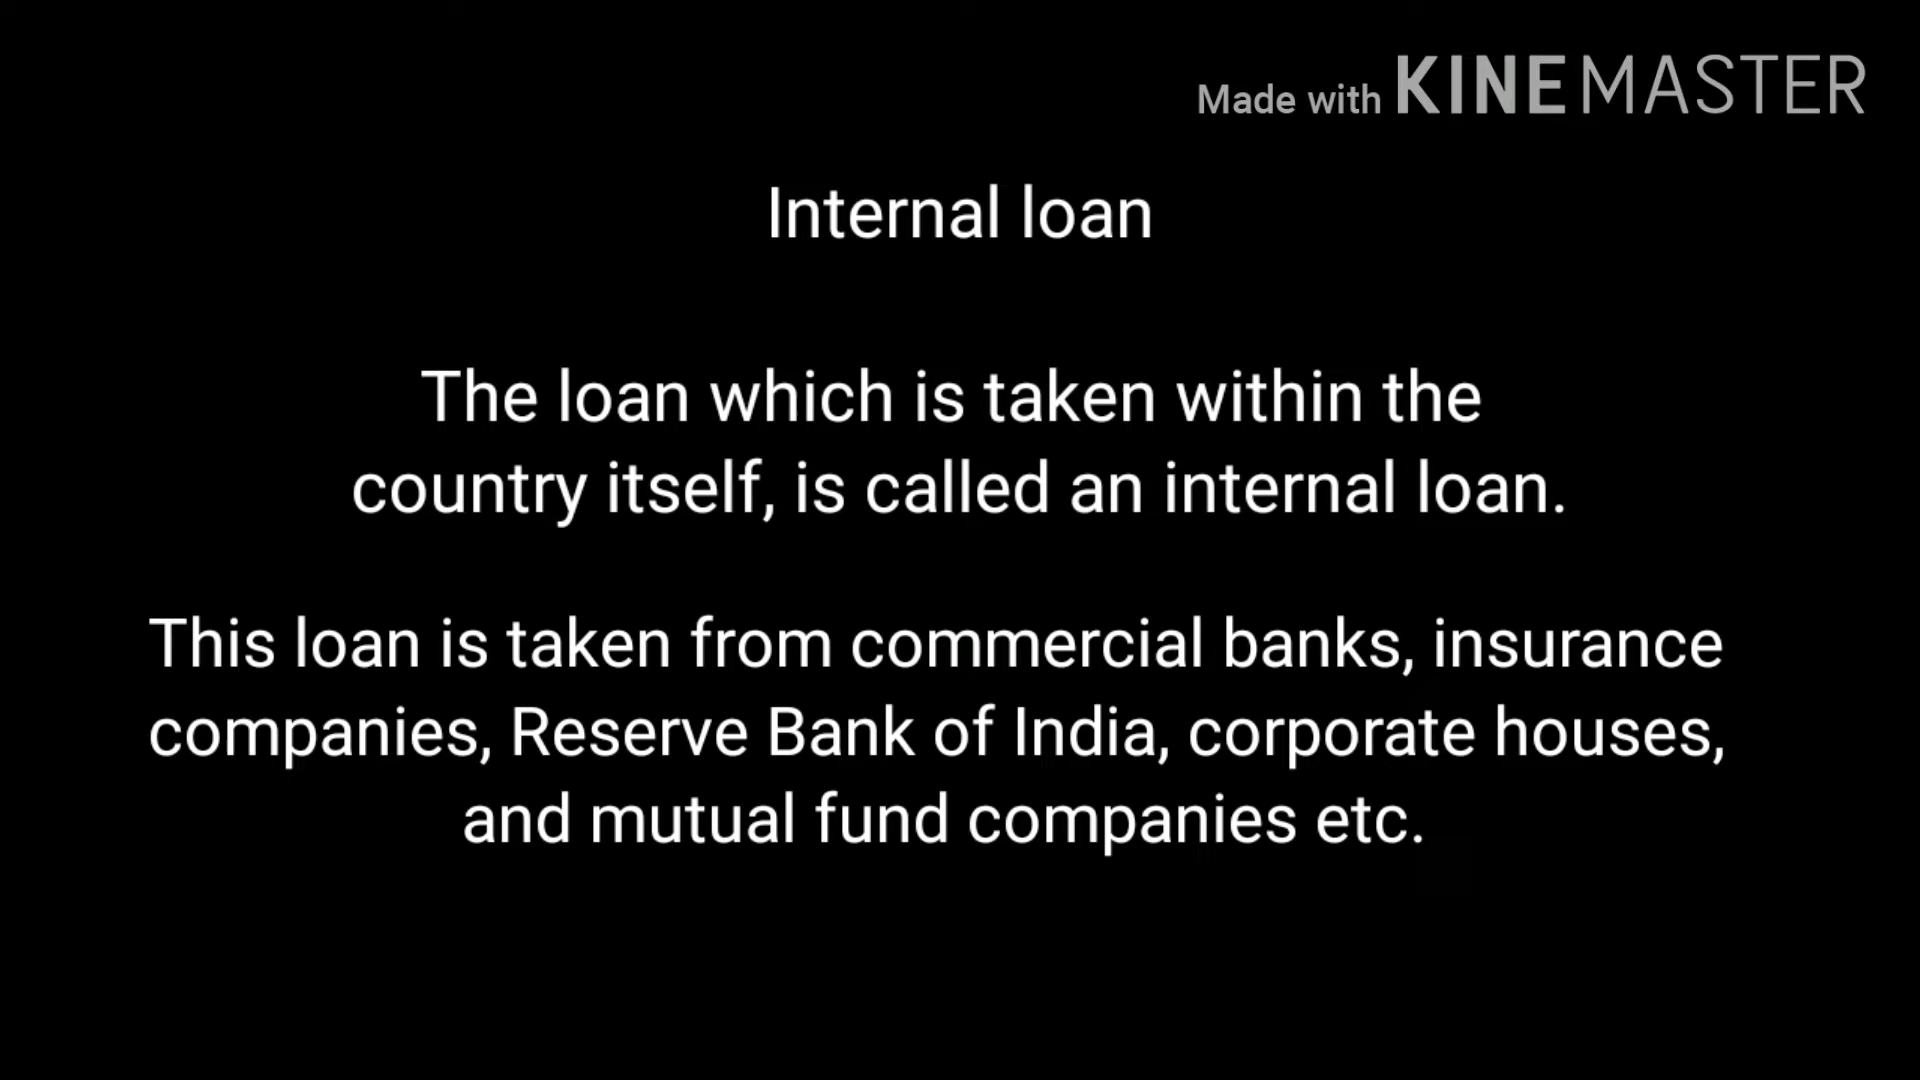 Made with KINEMASTER
Internal loan
The loan which is taken within the
country itself, is called an internal loan.
This loan is taken from commercial banks, insurance
companies, Reserve Bank of India, corporate houses,
and mutual fund companies etc.